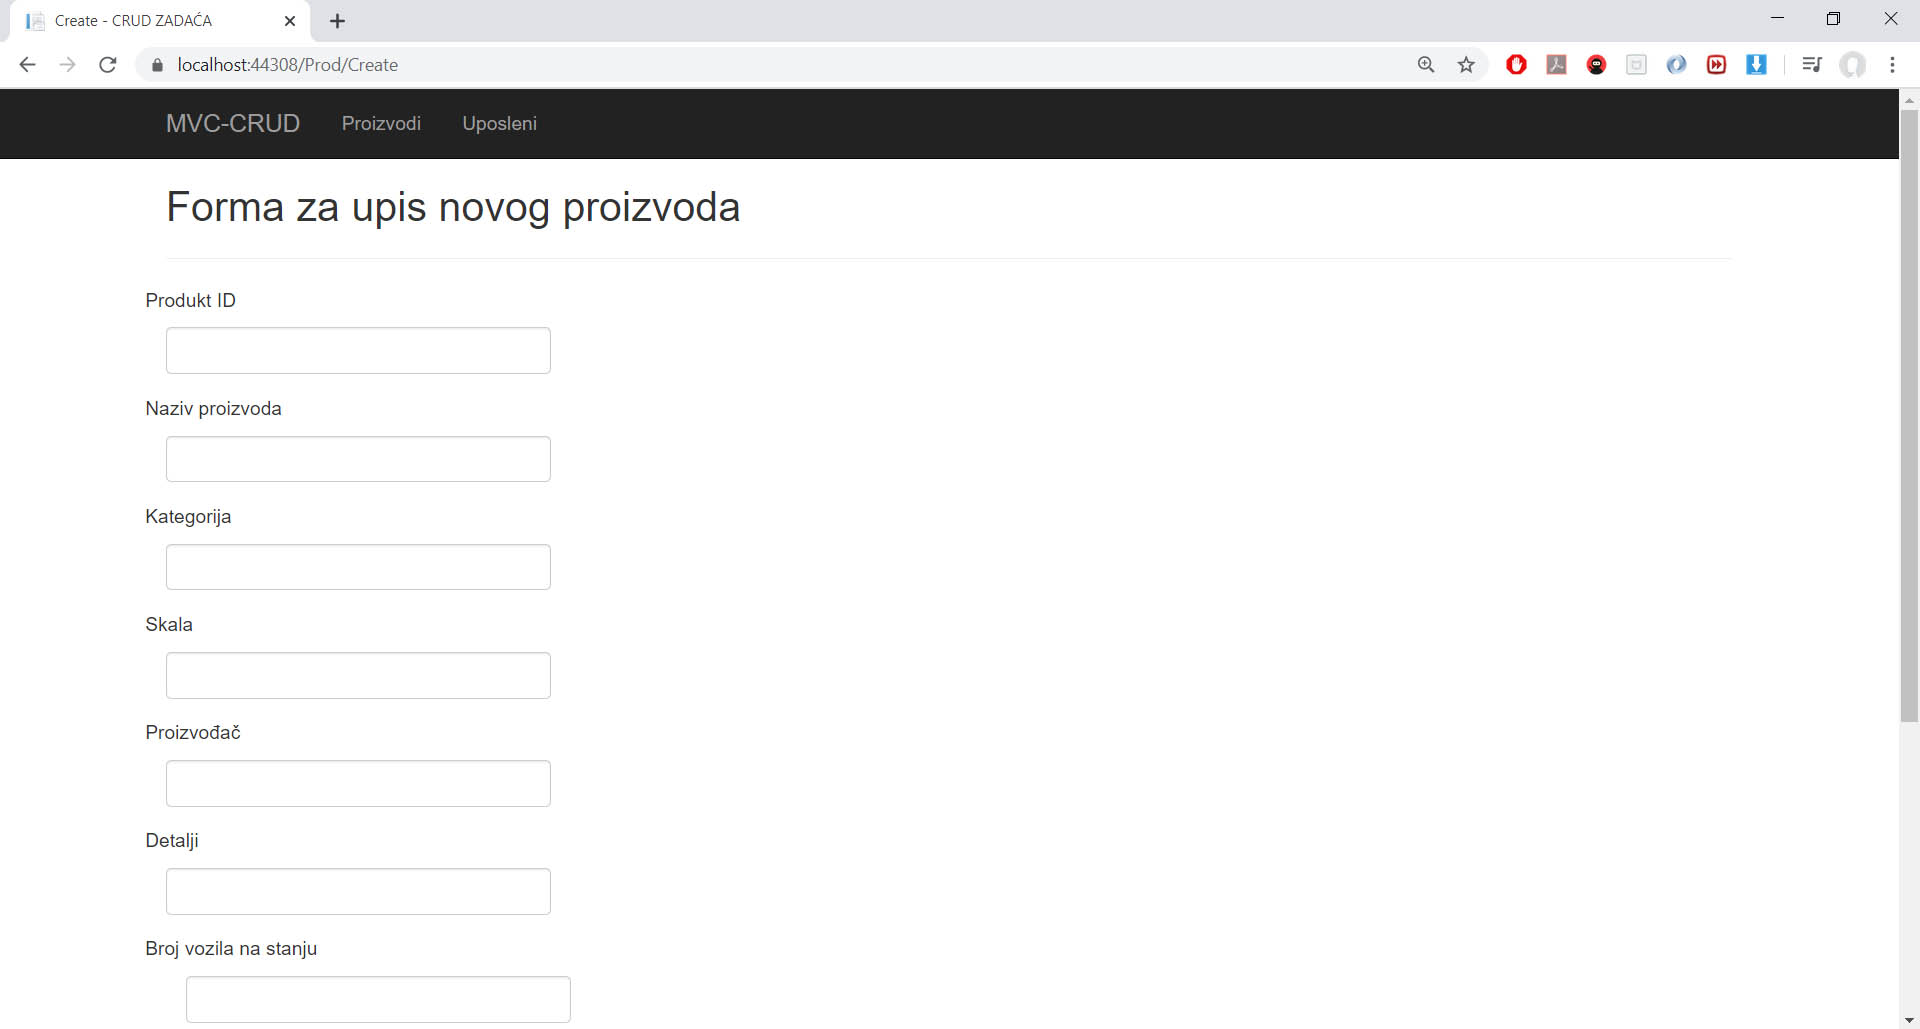 Create - CRUD ZADAĆA
localhost:44308/Prod/Create
MVC-CRUD Proizvodi Uposleni
Forma za upis novog proizvoda
Produkt ID
Naziv proizvoda
Kategorija
Skala
Proizvođač
Detalji
Broj vozila na stanju